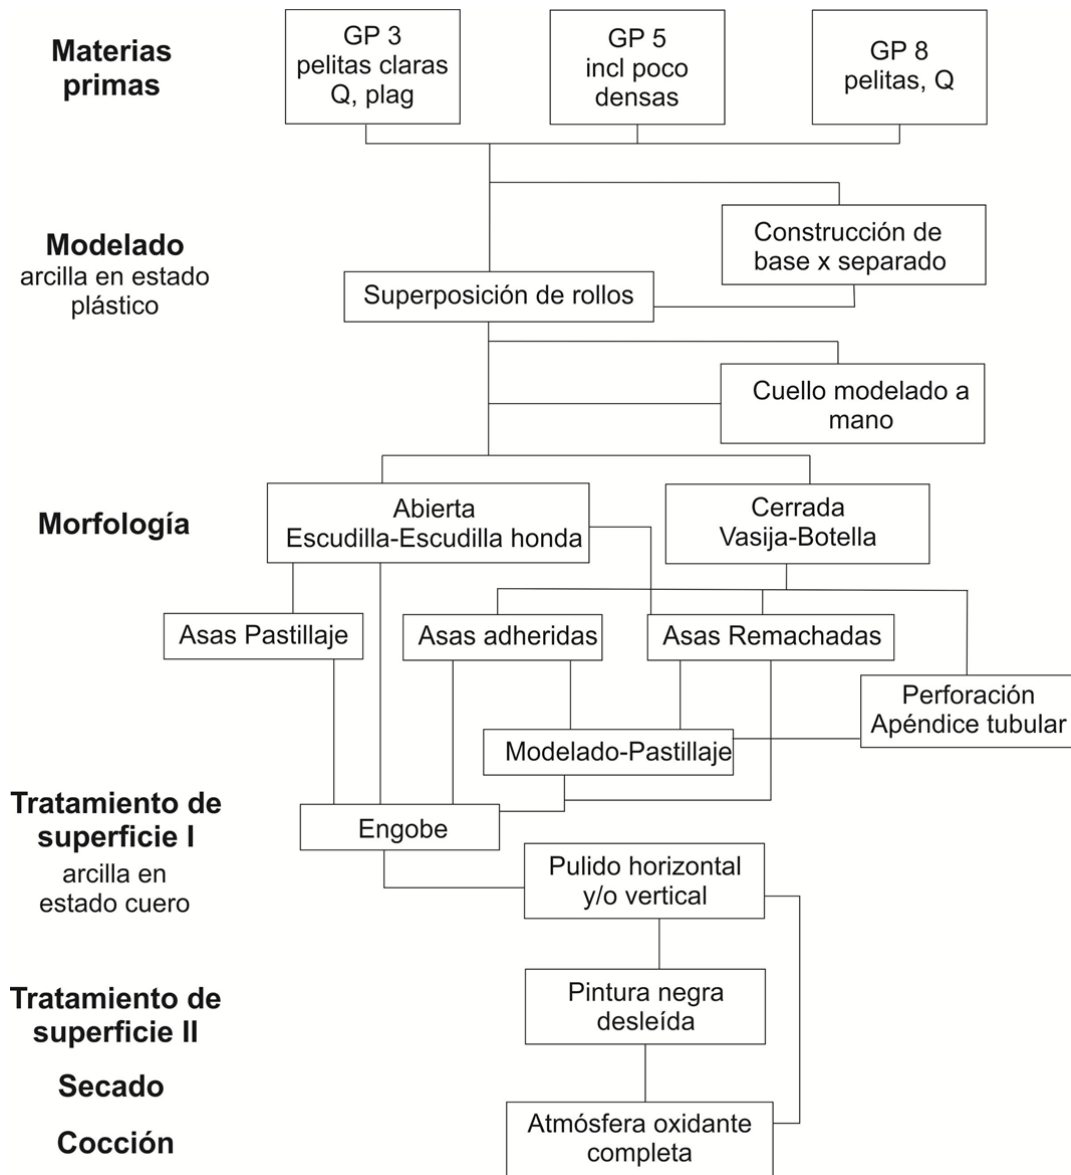 Materias
primas
GP 3
pelitas claras
Q, plag
GP 5
incl poco
densas
GP 8
pelitas, Q
Modelado
arcilla en estado
plástico
Construcción de
base x separado
Superposición de rollos
Cuello modelado a
mano
Morfología
Abierta
Escudilla-Escudilla honda
Cerrada
Vasija-Botella
Asas Pastillaje
Asas adheridas
Asas Remachadas
Perforación
Apéndice tubular
Modelado-Pastillaje
Tratamiento de
superficie I
arcilla en
estado cuero
Engobe
Pulido horizontal
y/o vertical
Tratamiento de
superficie II
Pintura negra
desleída
Secado
Cocción
Atmósfera oxidante
completa